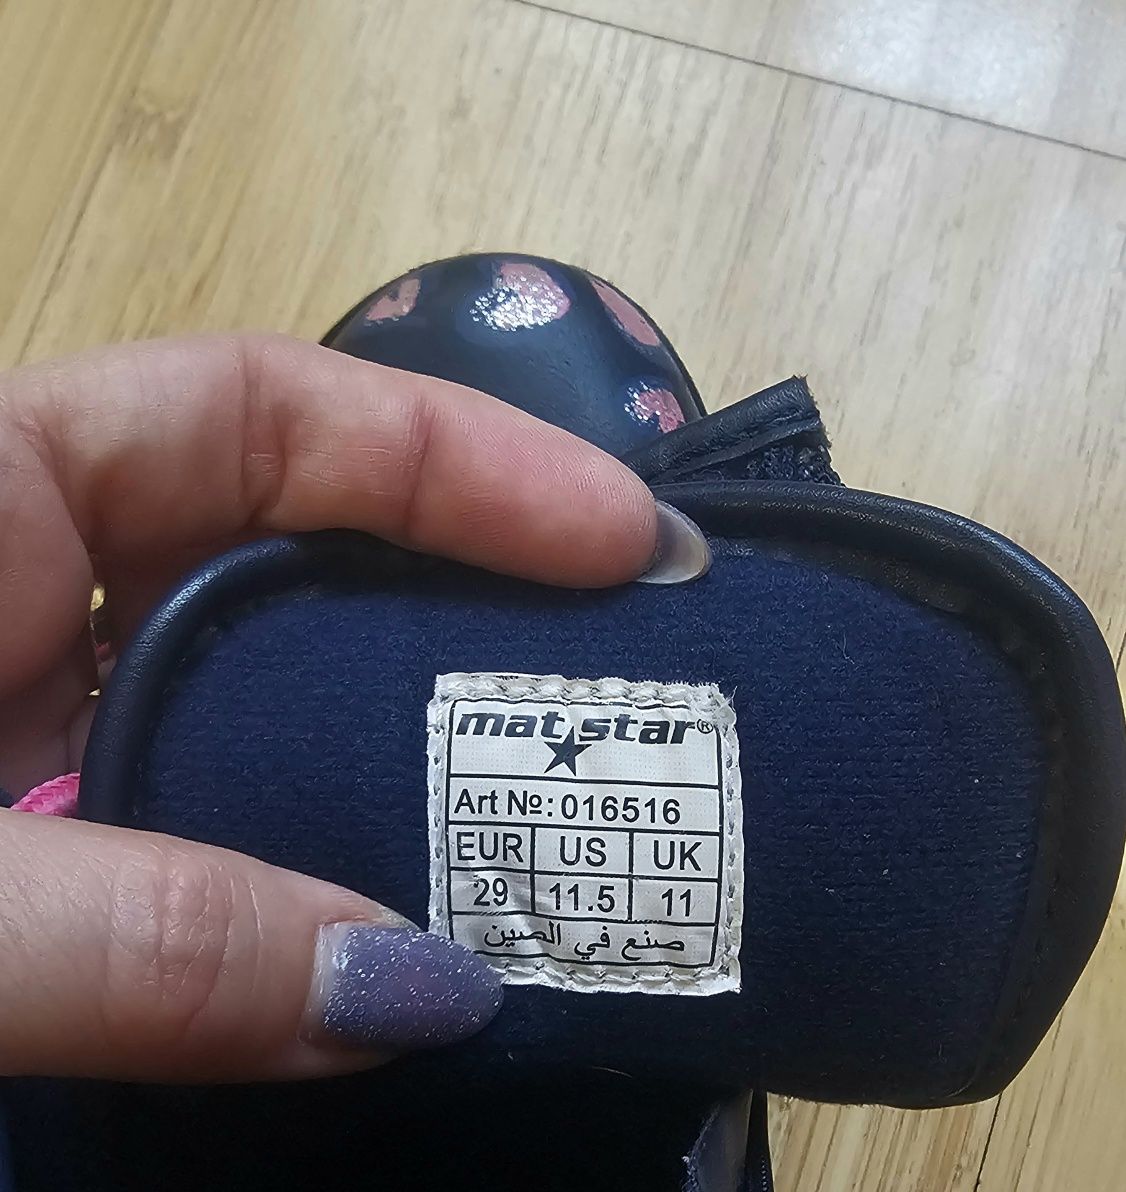 mat star®
Art №: 016516
EUR US UK
29 11.5 11
صنع في الصين